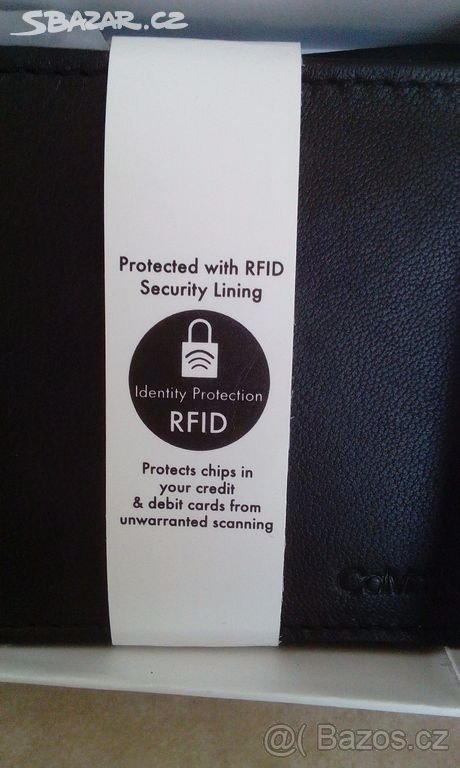 SBAZAR.CZ
Protected with RFID
Security Lining
Identity Protection
RFID
Protects chips in
your credit
& debit cards from
unwarranted scanning
Calvin
@( Bazos.cz